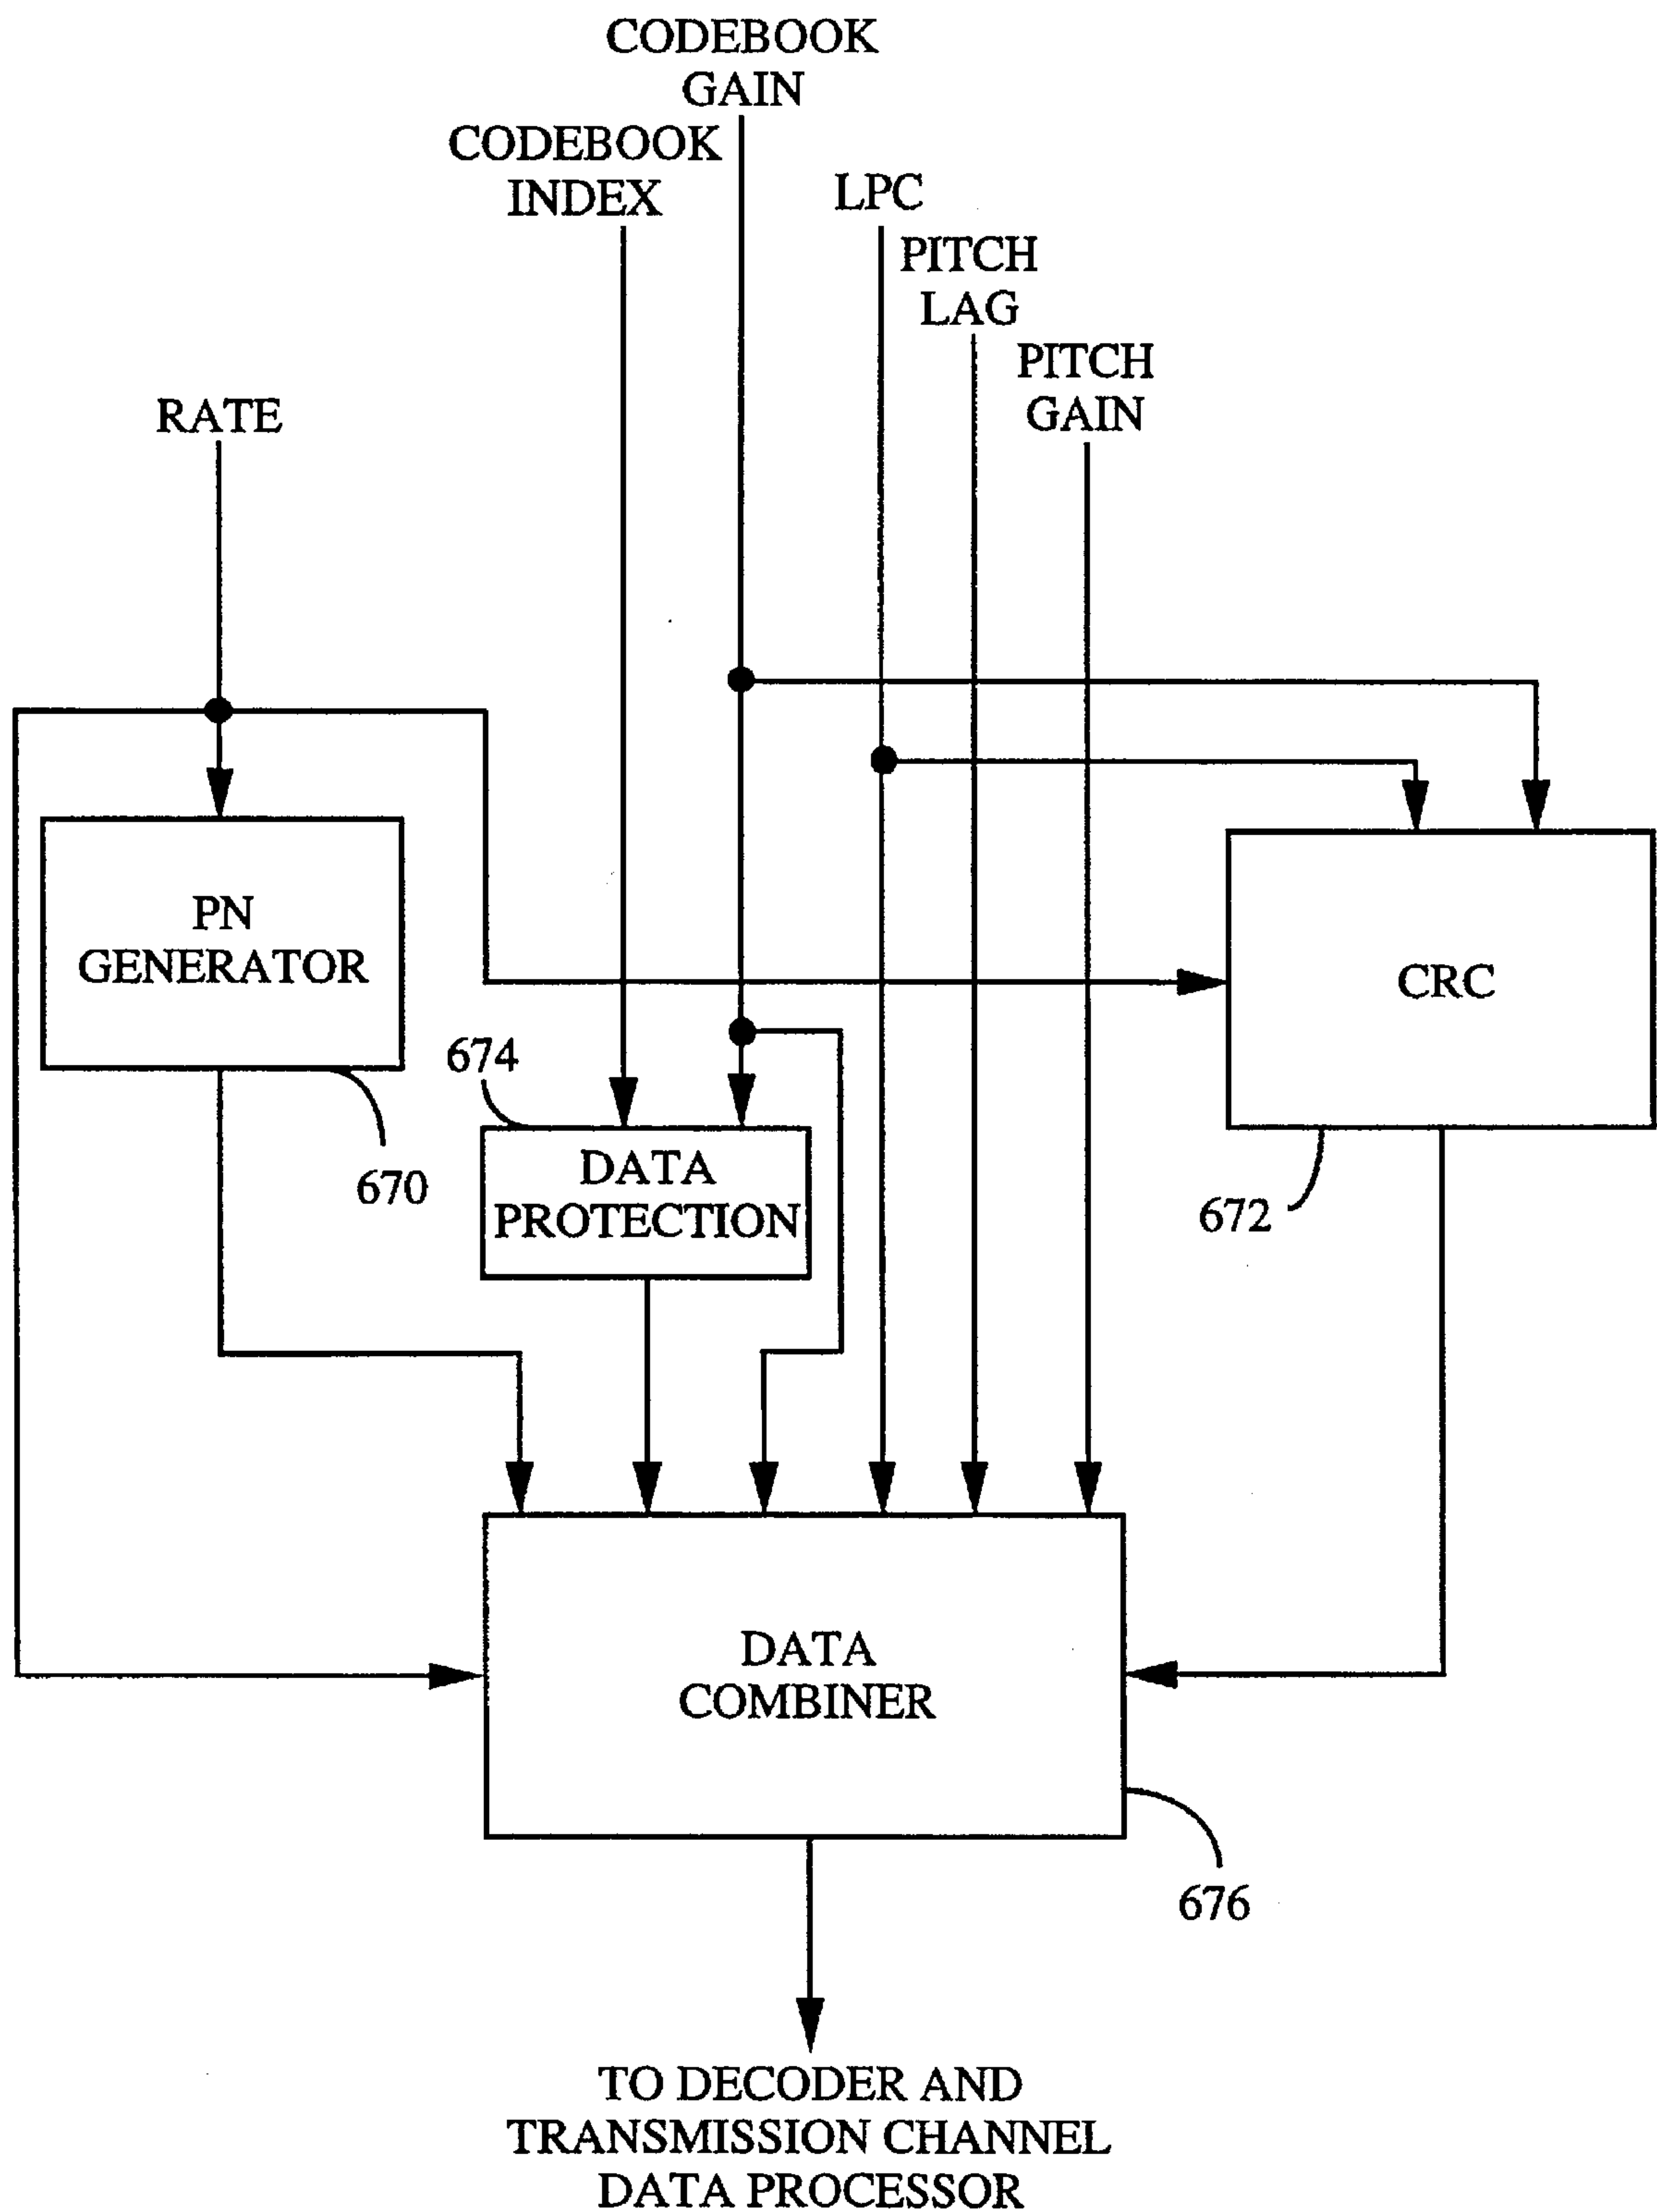 CODEBOOK
GAIN
CODEBOOK
INDEX
LPC
PITCH
LAG
PITCH
GAIN
RATE
PN
GENERATOR
CRC
674
670
DATA
PROTECTION
672
DATA
COMBINER
676
TO DECODER AND
TRANSMISSION CHANNEL
DATA PROCESSOR